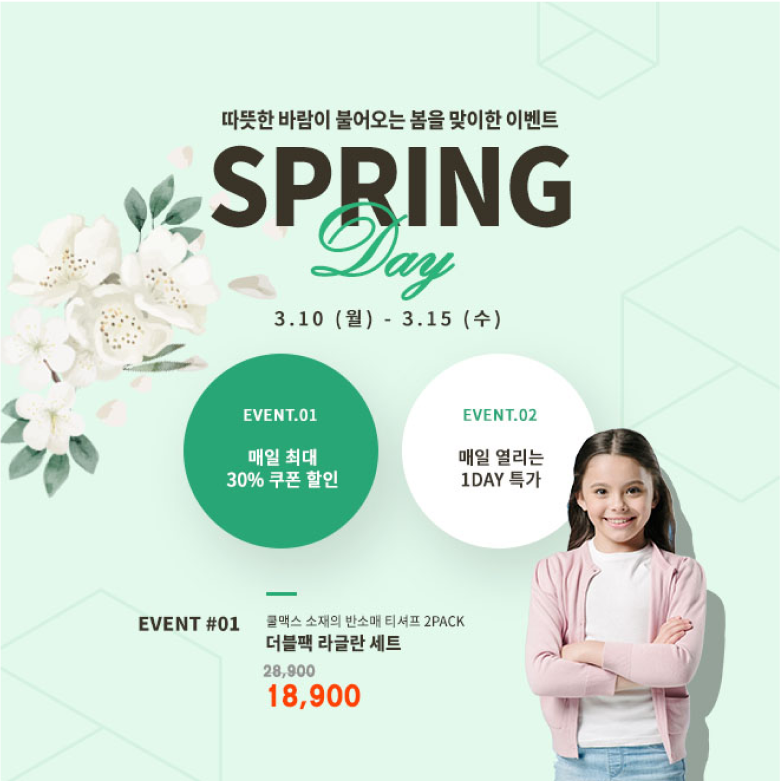 따뜻한 바람이 불어오는 봄을 맞이한 이벤트
SPRING
Day
3.10 (월) - 3.15 (수)
EVENT.01
매일 최대
30% 쿠폰 할인
EVENT.02
매일 열리는
1DAY 특가
EVENT #01
쿨맥스 소재의 반소매 티셔프 2PACK
더블팩 라글란 세트
28,900
18,900